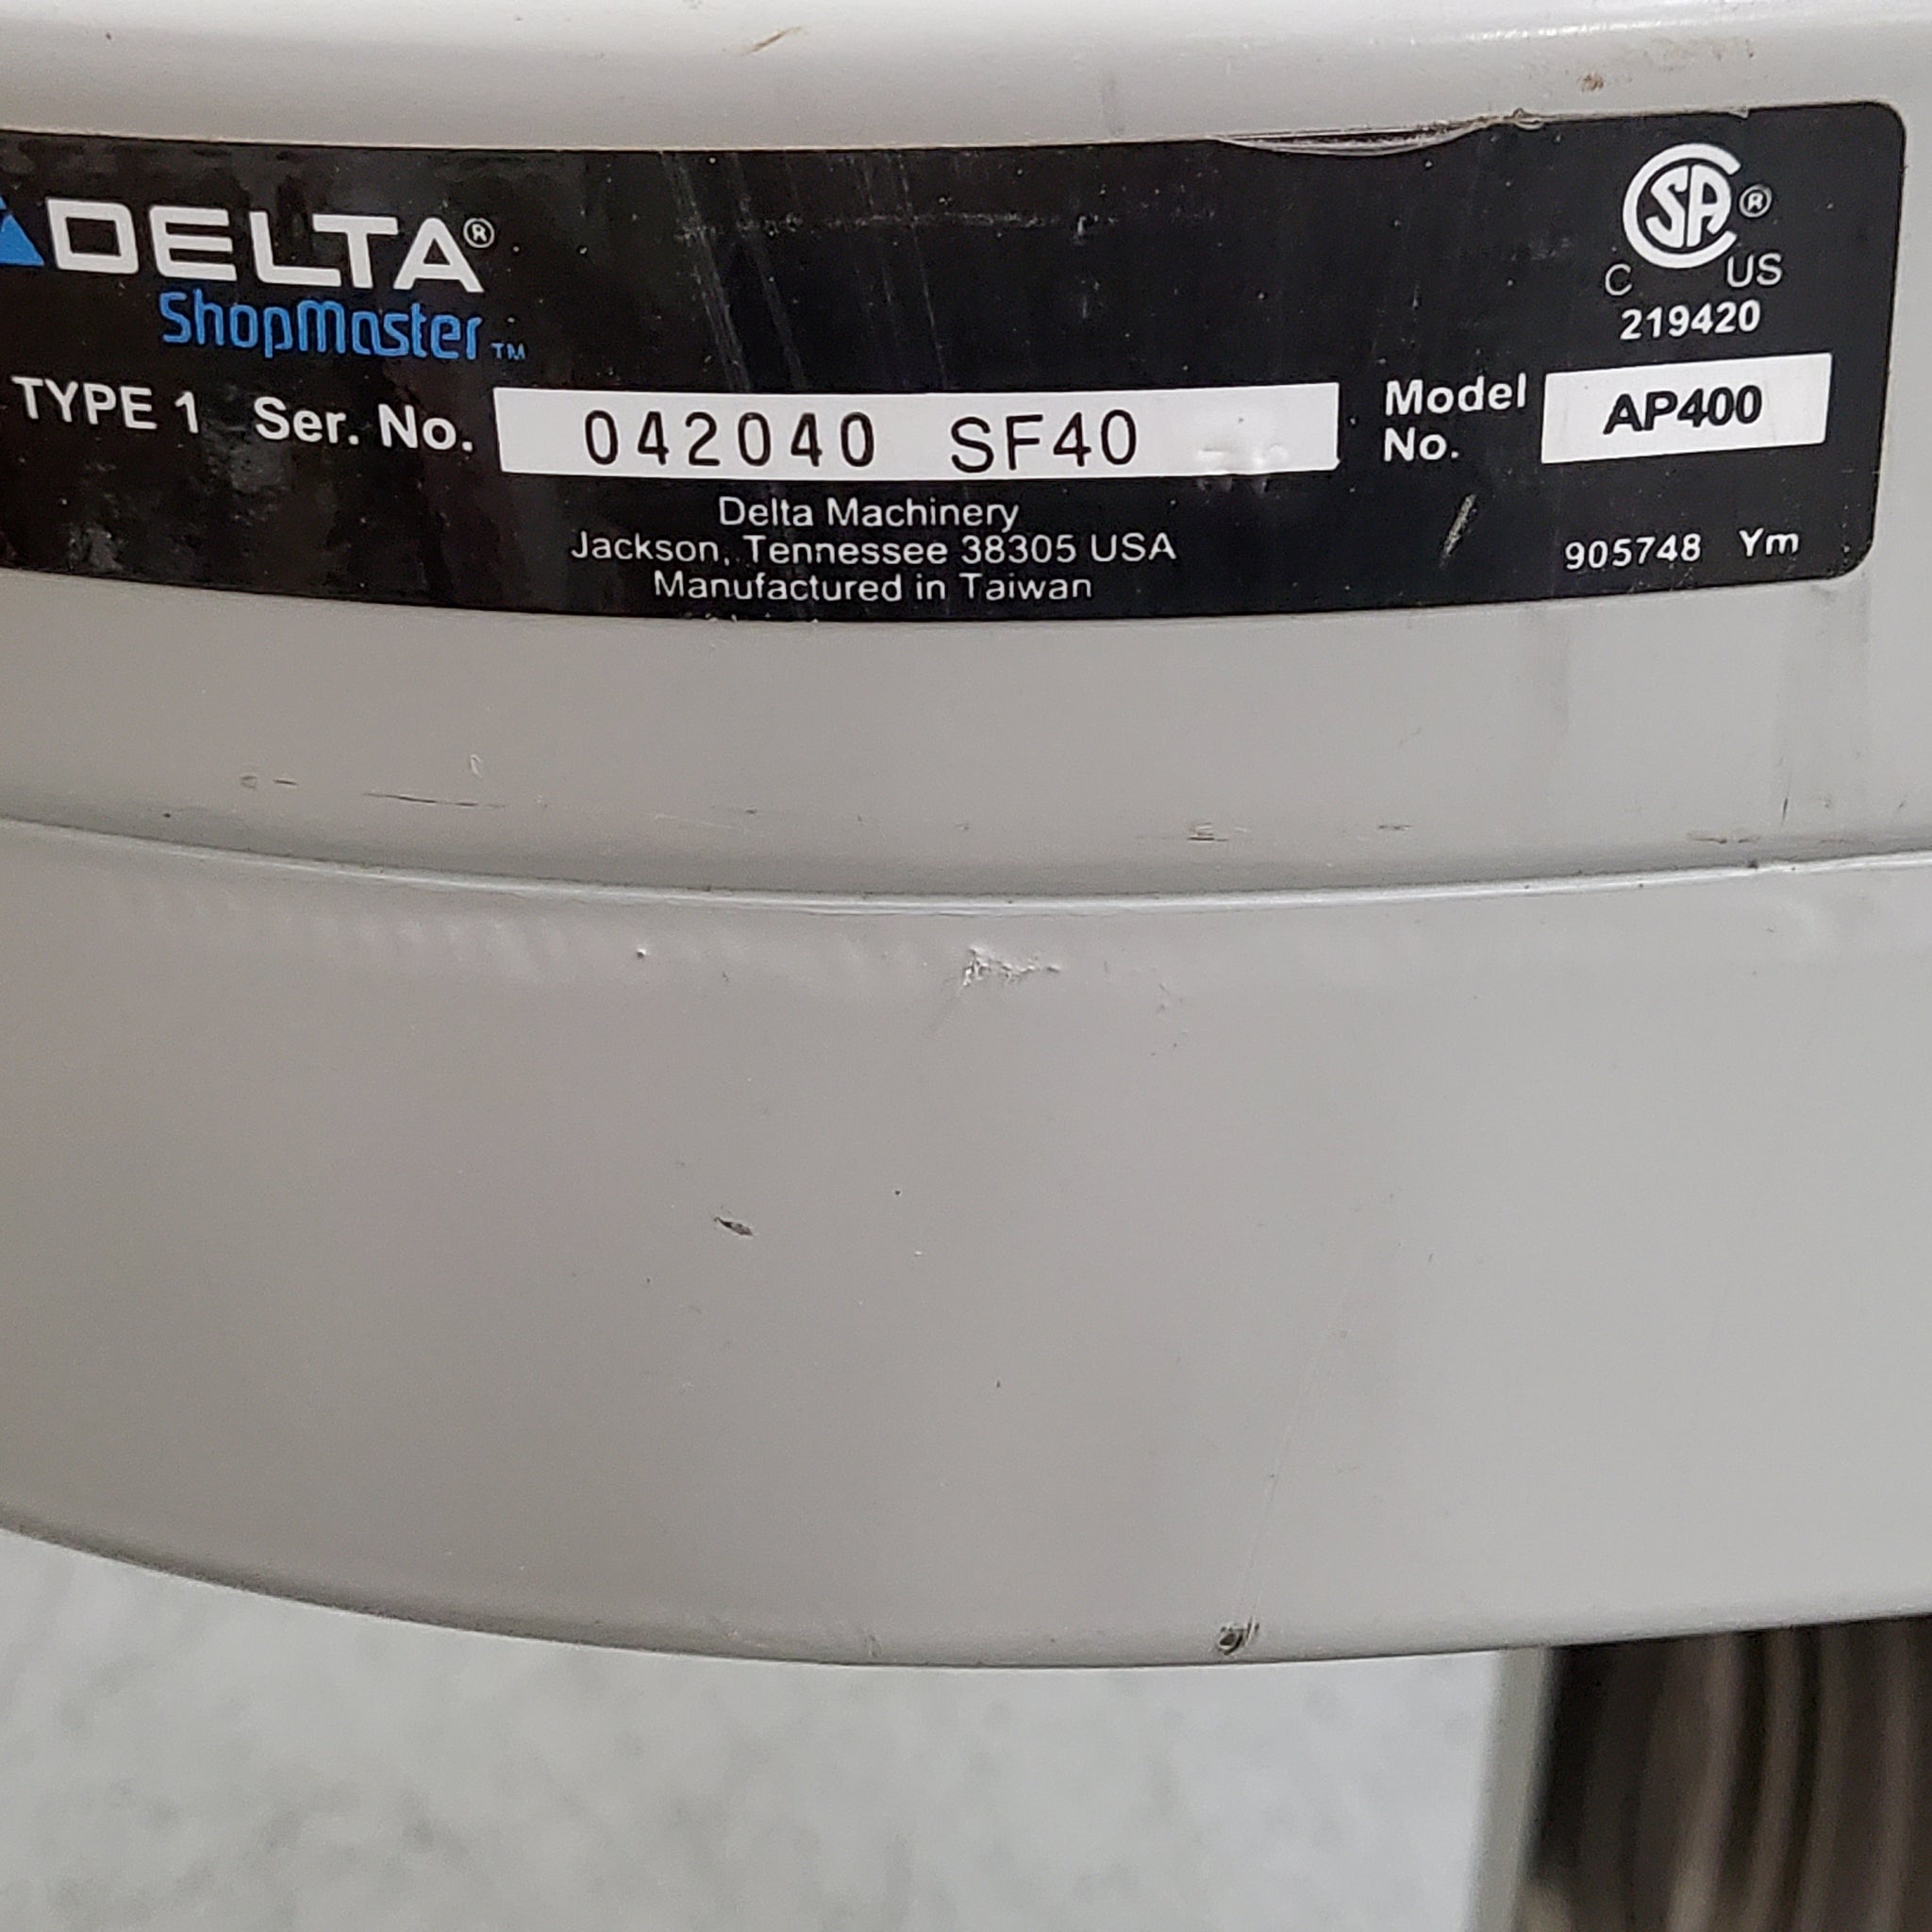 DELTA®
ShopMaster™
TYPE 1 Ser. No. 042040 SF40
Delta Machinery
Jackson, Tennessee 38305 USA
Manufactured in Taiwan
SA®
C US
219420
Model
No.
AP400
905748 Ym